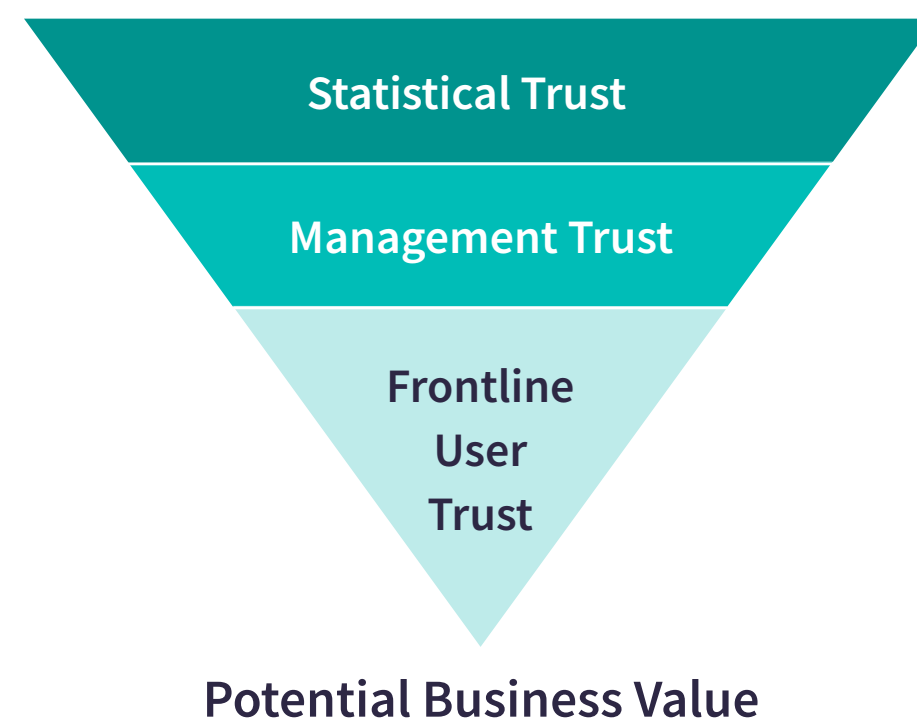 Statistical Trust
Management Trust
Frontline
User
Trust
Potential Business Value